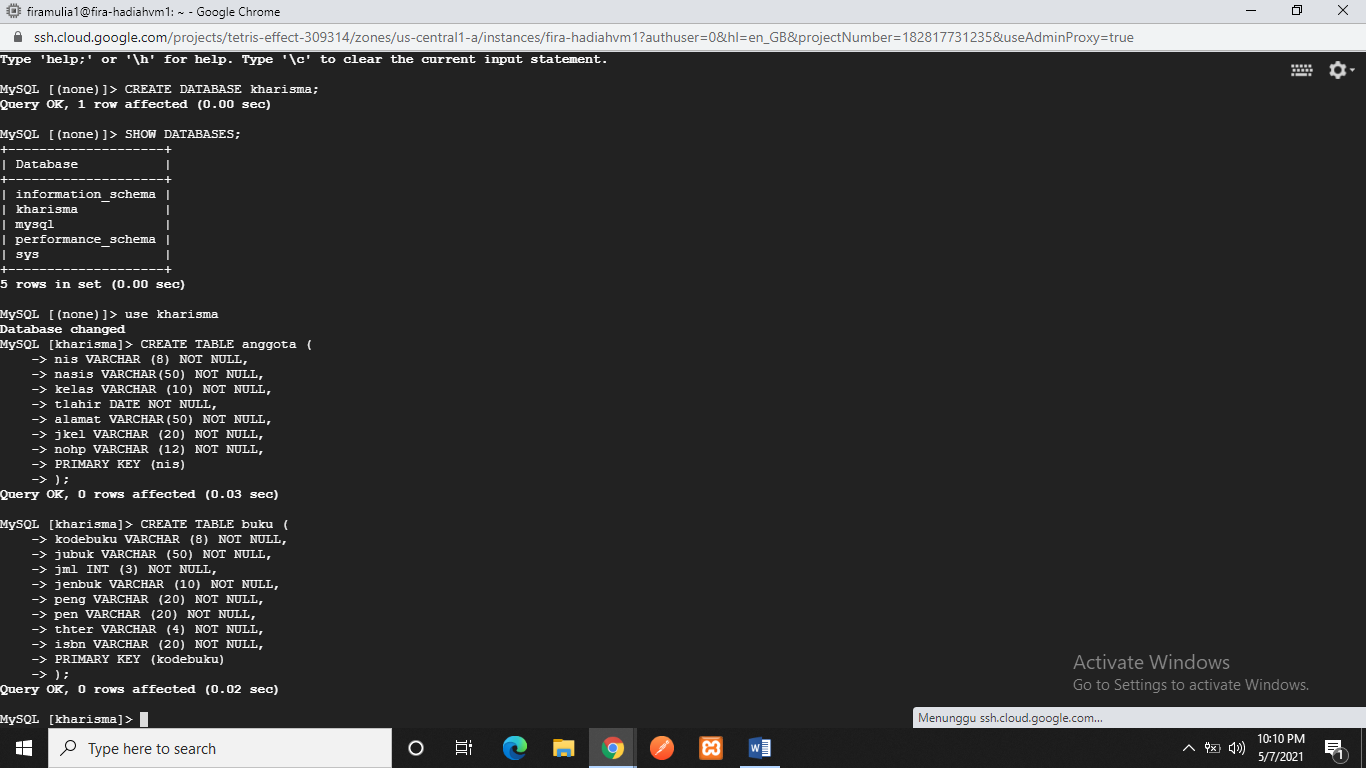 firamulia1@fira-hadiahvm1: ~ - Google Chrome
ssh.cloud.google.com/projects/tetris-effect-309314/zones/us-central1-a/instances/fira-hadiahvm1?authuser=0&hl=en_GB&projectNumber=182817731235&useAdminProxy=true
Type 'help;' or '\h' for help. Type '\c' to clear the current input statement.
MySQL [(none)]> CREATE DATABASE kharisma;
Query OK, 1 row affected (0.00 sec)
MySQL [(none)]> SHOW DATABASES;
+--------------------+
| Database           |
+--------------------+
| information_schema |
| kharisma           |
| mysql              |
| performance_schema |
| sys                |
+--------------------+
5 rows in set (0.00 sec)
MySQL [(none)]> use kharisma
Database changed
MySQL [kharisma]> CREATE TABLE anggota (
    -> nis VARCHAR (8) NOT NULL,
    -> nasis VARCHAR(50) NOT NULL,
    -> kelas VARCHAR (10) NOT NULL,
    -> tlahir DATE NOT NULL,
    -> alamat VARCHAR(50) NOT NULL,
    -> jkel VARCHAR (20) NOT NULL,
    -> nohp VARCHAR (12) NOT NULL,
    -> PRIMARY KEY (nis)
    -> );
Query OK, 0 rows affected (0.03 sec)
MySQL [kharisma]> CREATE TABLE buku (
    -> kodebuku VARCHAR (8) NOT NULL,
    -> jubuk VARCHAR (50) NOT NULL,
    -> jml INT (3) NOT NULL,
    -> jenbuk VARCHAR (10) NOT NULL,
    -> peng VARCHAR (20) NOT NULL,
    -> pen VARCHAR (20) NOT NULL,
    -> thter VARCHAR (4) NOT NULL,
    -> isbn VARCHAR (20) NOT NULL,
    -> PRIMARY KEY (kodebuku)
    -> );
Query OK, 0 rows affected (0.02 sec)
MySQL [kharisma]>
Activate Windows
Go to Settings to activate Windows.
Menunggu ssh.cloud.google.com...
Type here to search
10:10 PM
5/7/2021
1